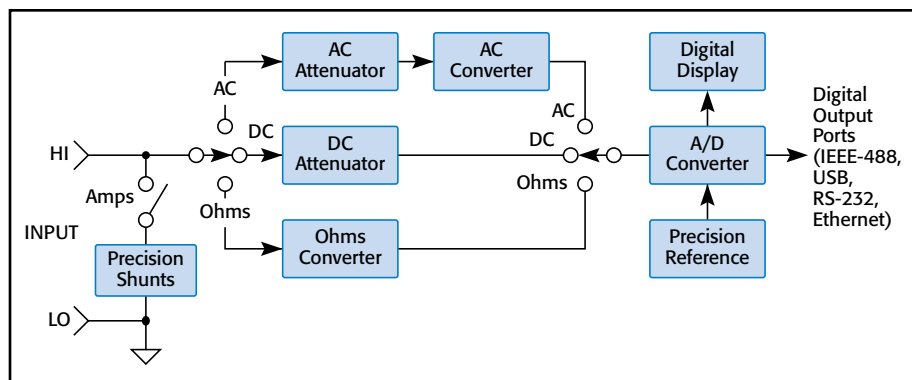 AC
Attenuator
AC
Converter
Digital
Display
AC
AC
Digital
Output
Ports
(IEEE-488,
USB,
RS-232,
Ethernet)
HI
DC
DC
Attenuator
DC
A/D
Converter
Amps
Ohms
Ohms
INPUT
Precision
Shunts
Ohms
Converter
Precision
Reference
LO